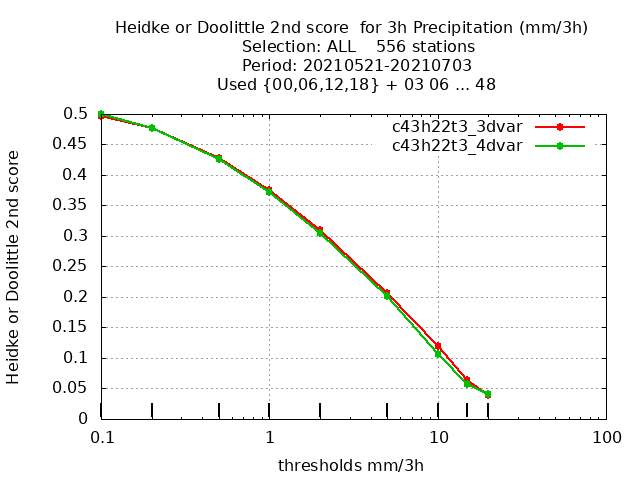 Heidke or Doolittle 2nd score  for 3h Precipitation (mm/3h)
Selection: ALL    556 stations
Period: 20210521-20210703
Used {00,06,12,18} + 03 06 ... 48
c43h22t3_3dvar
c43h22t3_4dvar
0.5
0.45
0.4
0.35
0.3
0.25
0.2
0.15
0.1
0.05
0
Heidke or Doolittle 2nd score
0.1 1 10 100
thresholds mm/3h